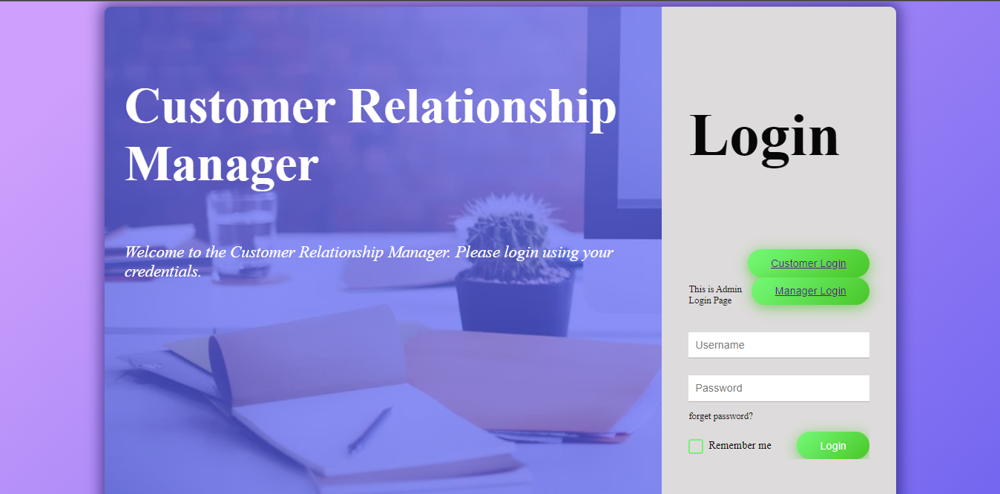 Customer Relationship
Manager
Welcome to the Customer Relationship Manager. Please login using your
credentials.
Login
Customer Login
This is Admin
Login Page
Manager Login
Username
Password
forget password?
Remember me
Login